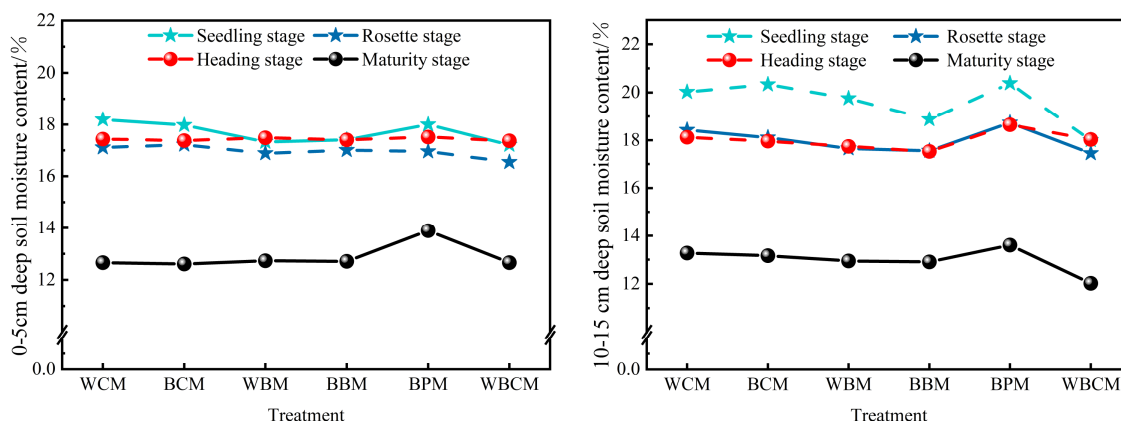 0-5cm deep soil moisture content/%
22
20
18
16
14
12
0.0
Seedling stage
Rosette stage
Heading stage
Maturity stage
WCM BCM WBM BBM BPM WBCM
Treatment
10-15 cm deep soil moisture content/%
22
20
18
16
14
12
0.0
Seedling stage
Rosette stage
Heading stage
Maturity stage
WCM BCM WBM BBM BPM WBCM
Treatment